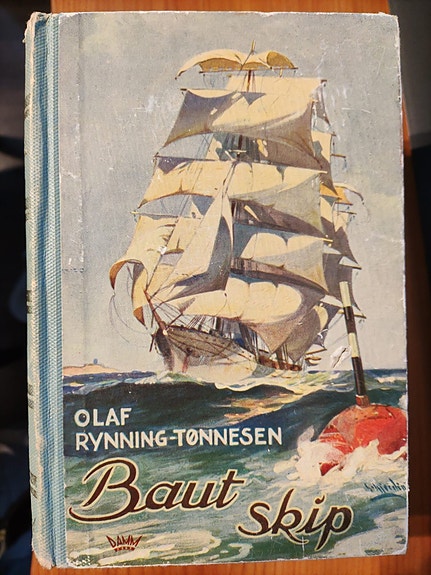 OLAF
RYNNING-TØNNESEN
Baut
skip
DAMM